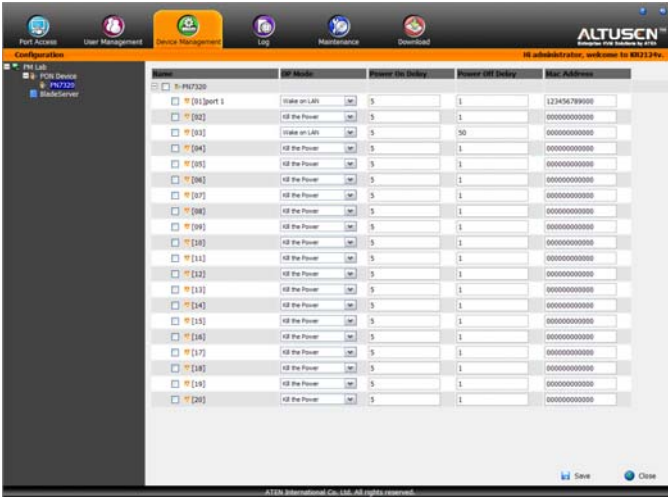 ALTUSCN™
Enterprise KVM Solutions by ATEN
Port Access User Management Device Management Log Maintenance Download
Configuration Hi administrator, welcome to KN2124v.
PM Lab
PON Device
PN7320
BladeServer
Name OP Mode Power On Delay Power Off Delay Mac Address
PN7320
[01]port 1 Wake on LAN 5 1 123456789000
[02] Kill the Power 5 1 000000000000
[03] Wake on LAN 5 50 000000000000
[04] Kill the Power 5 1 000000000000
[05] Kill the Power 5 1 000000000000
[06] Kill the Power 5 1 000000000000
[07] Kill the Power 5 1 000000000000
[08] Kill the Power 5 1 000000000000
[09] Kill the Power 5 1 000000000000
[10] Kill the Power 5 1 000000000000
[11] Kill the Power 5 1 000000000000
[12] Kill the Power 5 1 000000000000
[13] Kill the Power 5 1 000000000000
[14] Kill the Power 5 1 000000000000
[15] Kill the Power 5 1 000000000000
[16] Kill the Power 5 1 000000000000
[17] Kill the Power 5 1 000000000000
[18] Kill the Power 5 1 000000000000
[19] Kill the Power 5 1 000000000000
[20] Kill the Power 5 1 000000000000
Save Close
ATEN International Co. Ltd. All rights reserved.